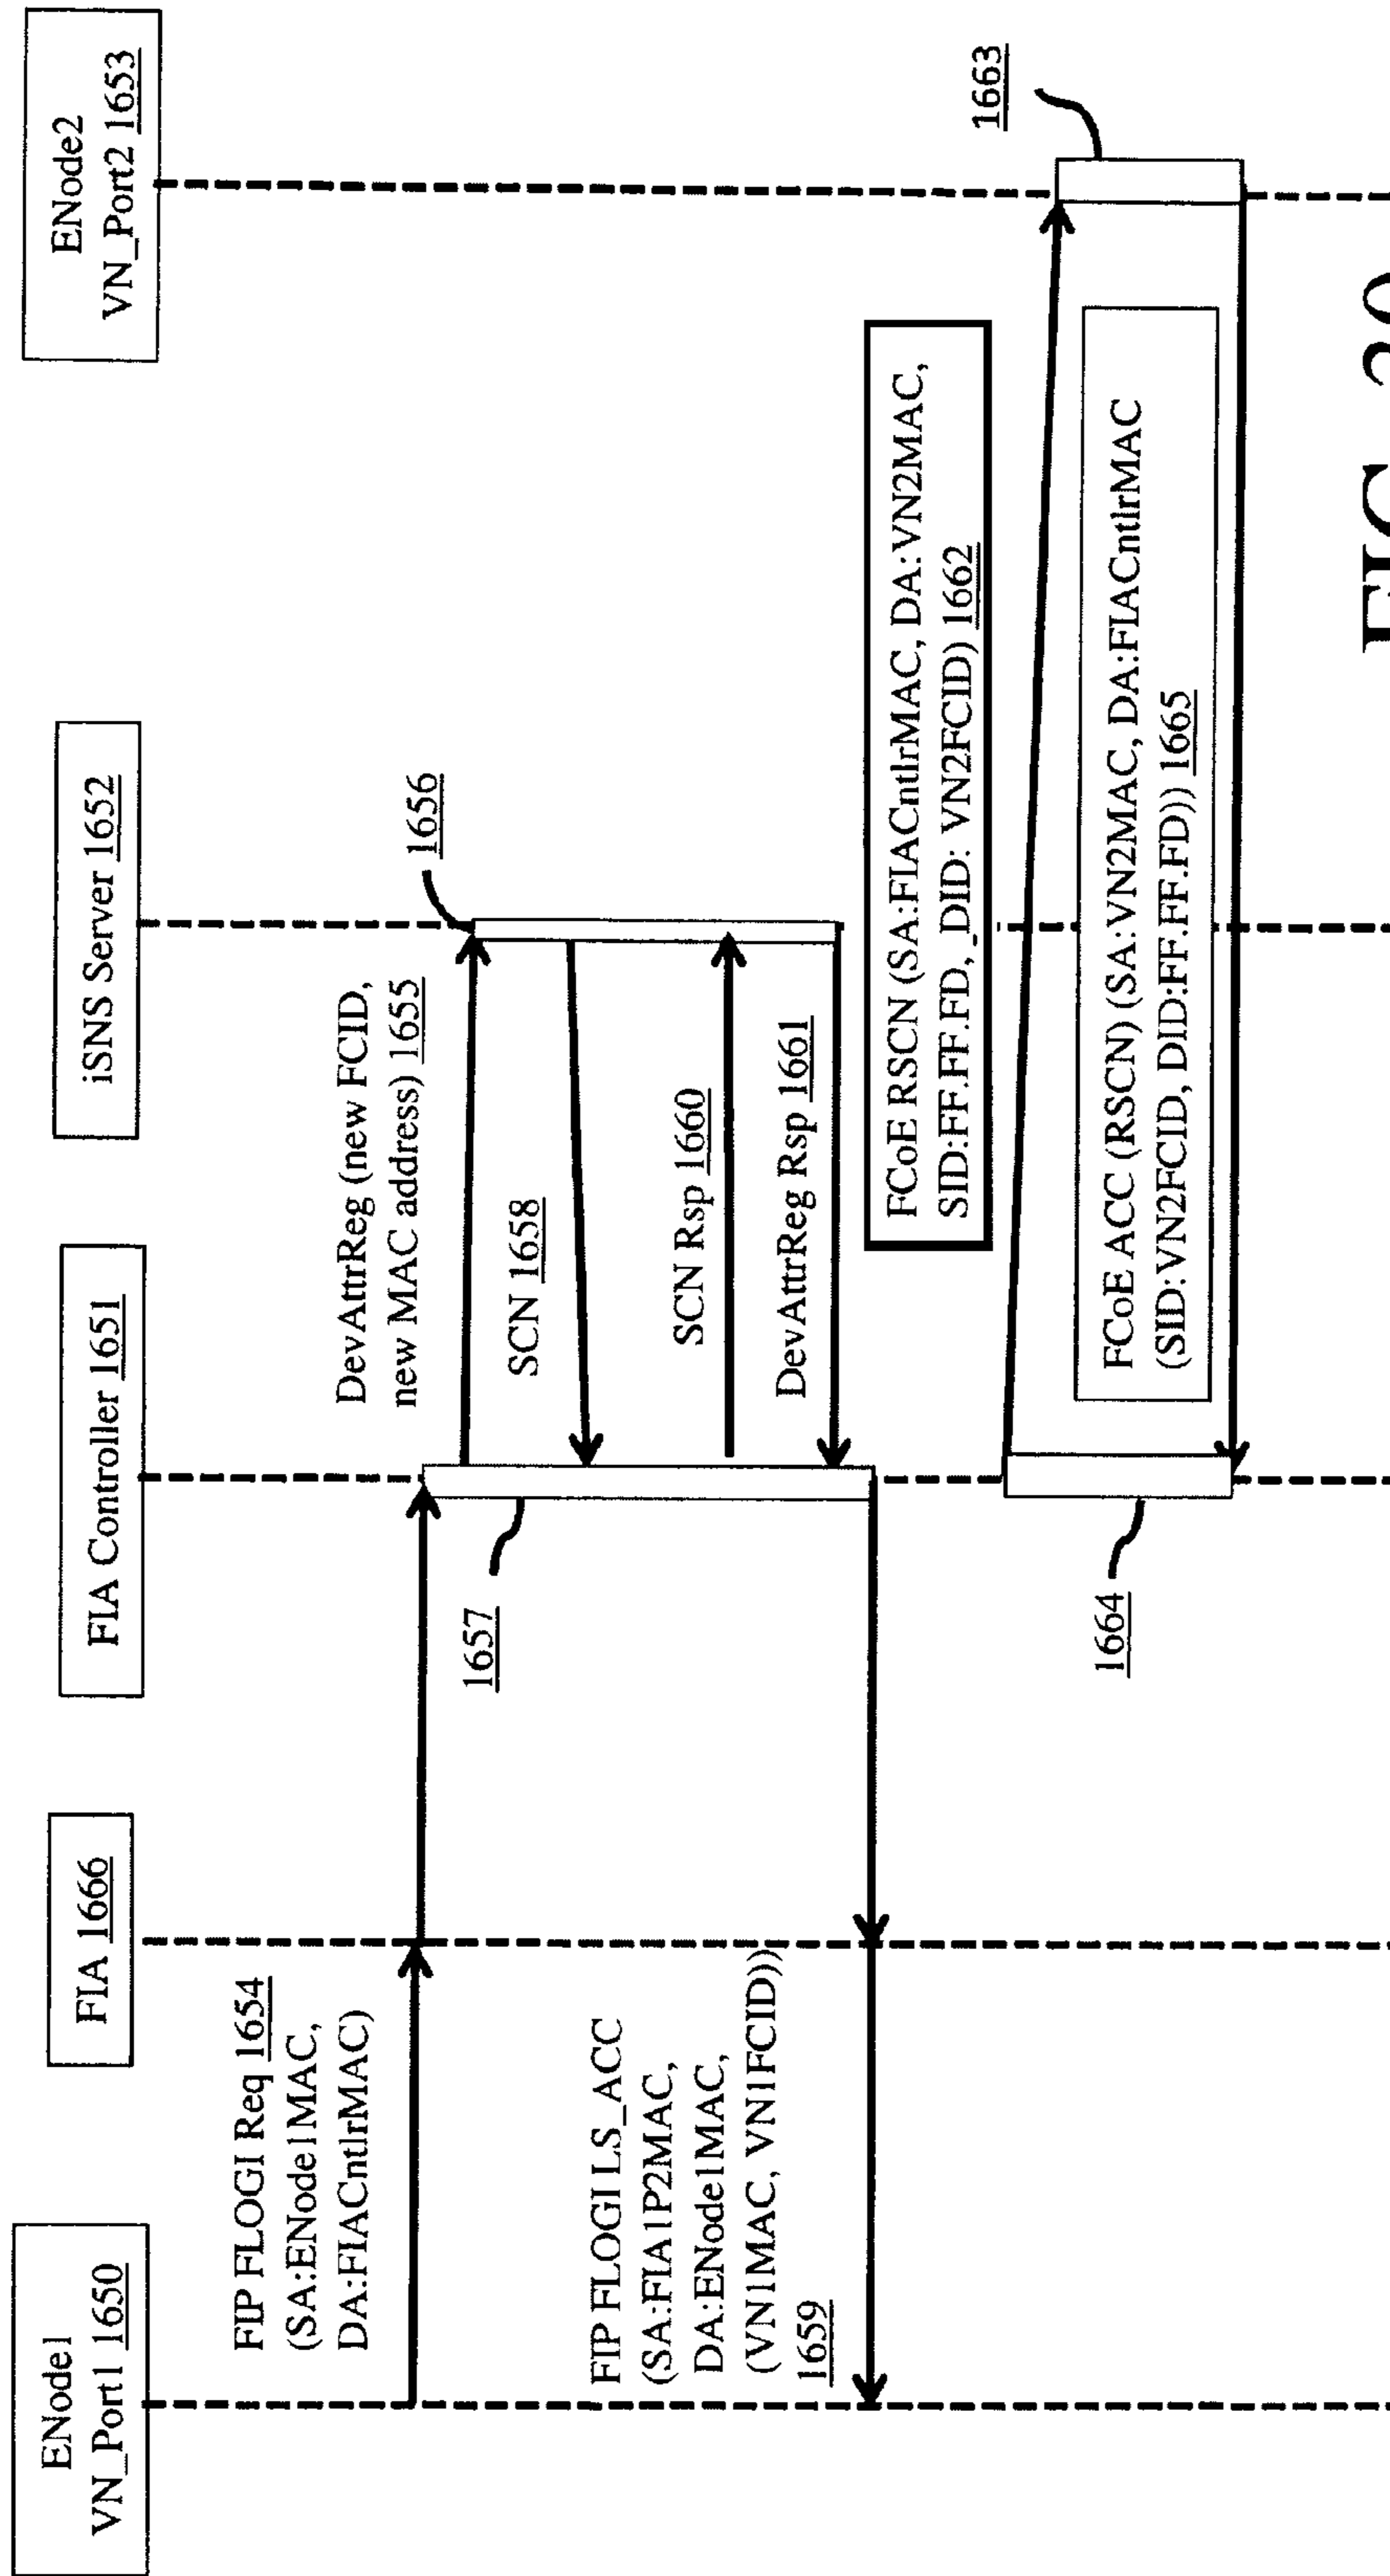 ENode1
VN_Port1 1650
FIA 1666
FIA Controller 1651
iSNS Server 1652
ENode2
VN_Port2 1653
FIP FLOGI Req 1654
(SA:ENode1MAC,
DA:FIACntlrMAC)
DevAttrReg (new FCID,
new MAC address) 1655
1656
1657
SCN 1658
FIP FLOGI LS_ACC
(SA:FIA1P2MAC,
DA:ENode1MAC,
(VN1MAC, VN1FCID))
1659
SCN Rsp 1660
DevAttrReg Rsp 1661
FCoE RSCN (SA:FIACntlrMAC, DA:VN2MAC,
SID:FF.FF.FD, _DID: VN2FCID) 1662
1663
1664
FCoE ACC (RSCN) (SA:VN2MAC, DA:FIACntlrMAC
(SID:VN2FCID, DID:FF.FF.FD)) 1665
FIG. 20